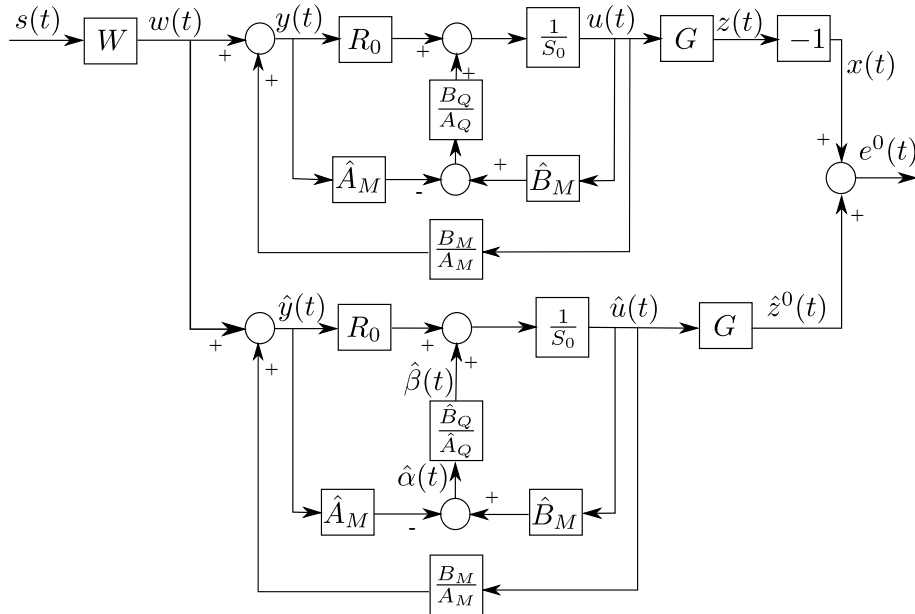 s(t) W w(t) + y(t) R_0 + 1/S_0 u(t) G z(t) −1
+ + x(t)
B_Q/A_Q
+ e^0(t)
Â_M - + B̂_M
+
B_M/A_M
ŷ(t) R_0 + 1/S_0 û(t) G ẑ^0(t)
+ + +
β̂(t)
B̂_Q/Â_Q
α̂(t)
Â_M - + B̂_M
B_M/A_M